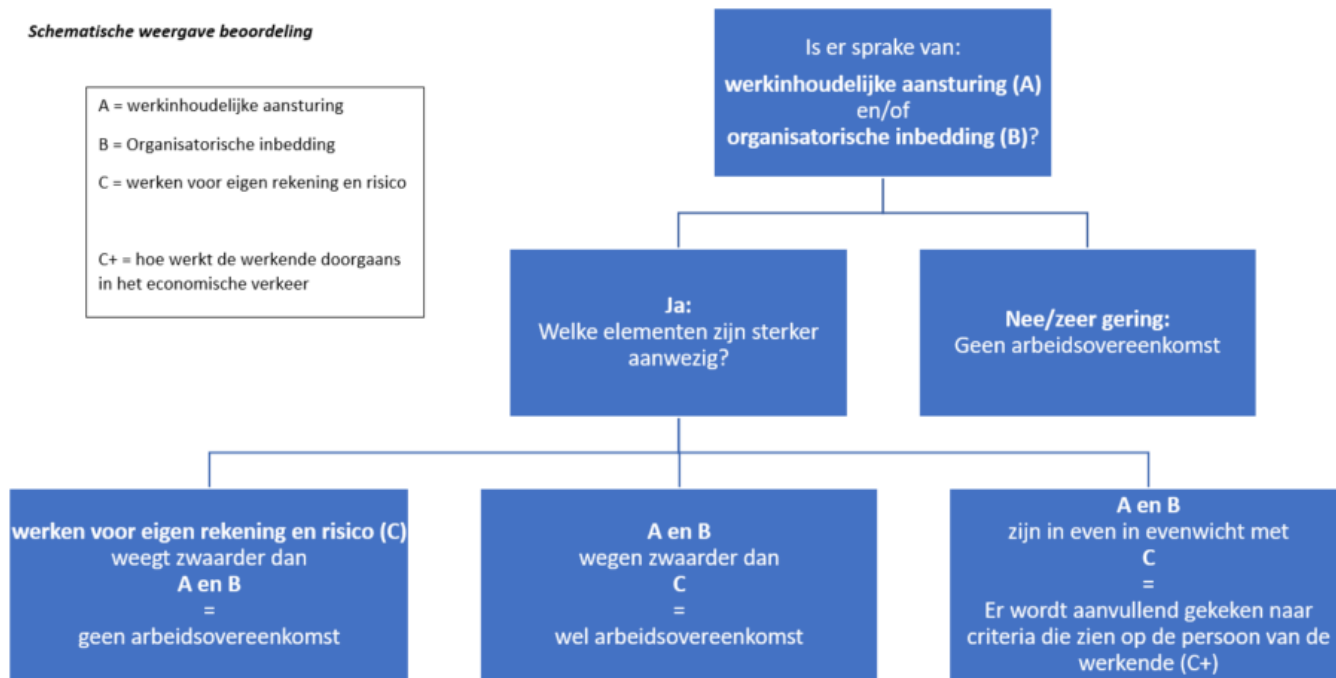 Schematische weergave beoordeling
A = werkinhoudelijke aansturing
B = Organisatorische inbedding
C = werken voor eigen rekening en risico
C+ = hoe werkt de werkende doorgaans
in het economische verkeer
Is er sprake van:
werkinhoudelijke aansturing (A)
en/of
organisatorische inbedding (B)?
Ja:
Welke elementen zijn sterker
aanwezig?
Nee/zeer gering:
Geen arbeidsovereenkomst
werken voor eigen rekening en risico (C)
weegt zwaarder dan
A en B
=
geen arbeidsovereenkomst
A en B
wegen zwaarder dan
C
=
wel arbeidsovereenkomst
A en B
zijn in even in evenwicht met
C
=
Er wordt aanvullend gekeken naar
criteria die zien op de persoon van de
werkende (C+)